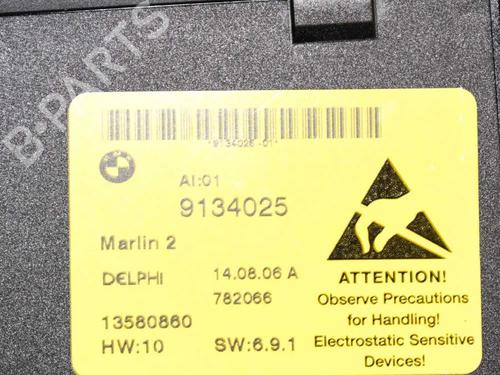 B-PARTS
*9134025-01*
AI:01
9134025
Marlin 2
DELPHI 14.08.06 A
782066
13580860
HW:10 SW:6.9.1
ATTENTION!
Observe Precautions
for Handling!
Electrostatic Sensitive
Devices!